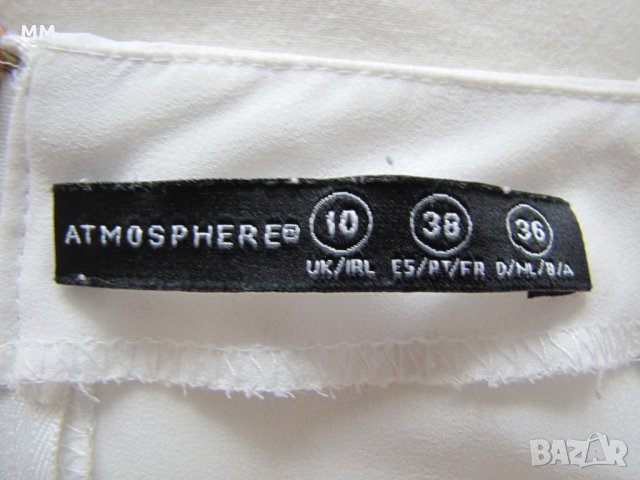 MM
ATMOSPHERE®
10 38 36
UK/IRL ES/PT/FR D/NL/B/A
BAZAR